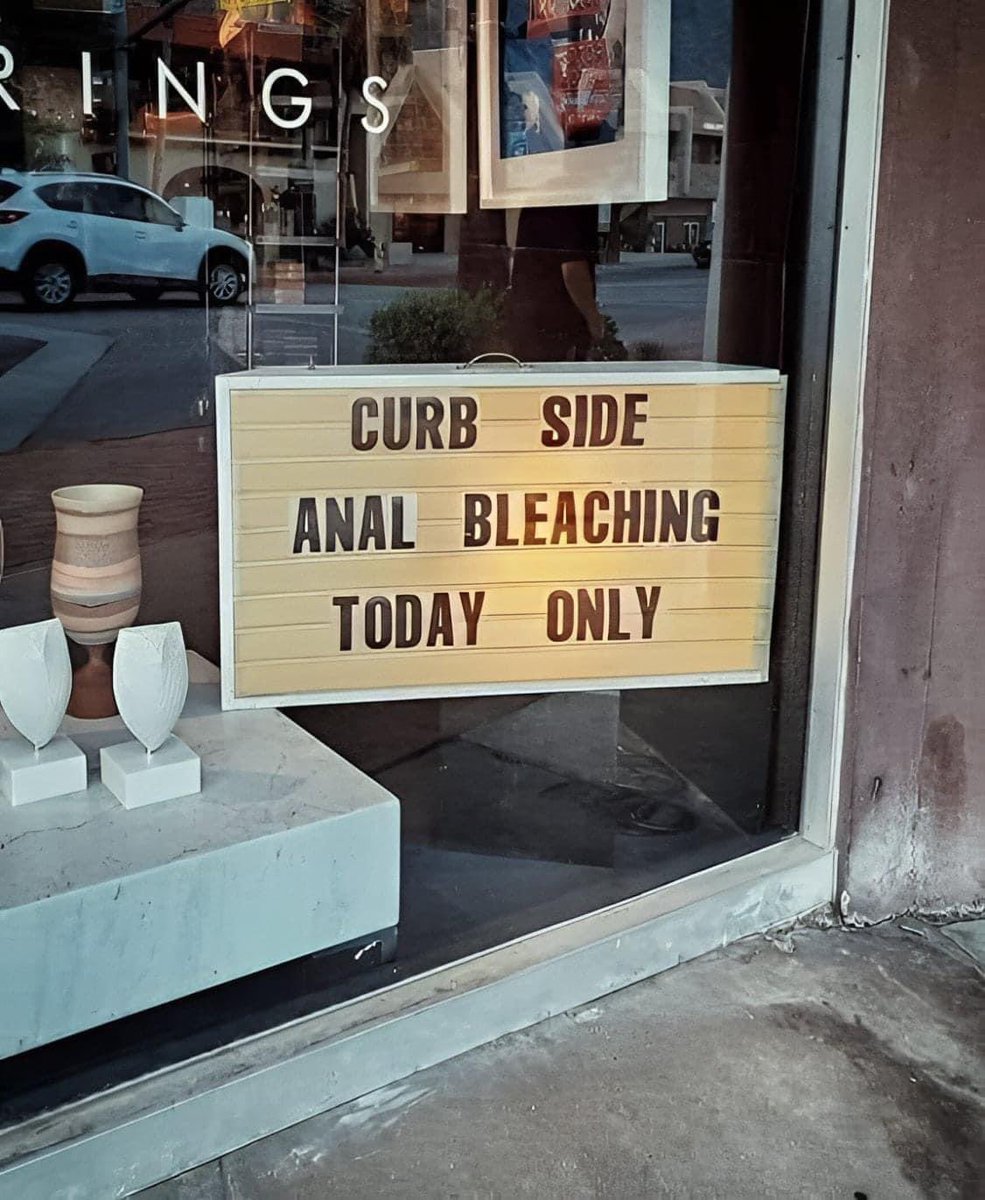 RINGS
CURB SIDE
ANAL BLEACHING
TODAY ONLY